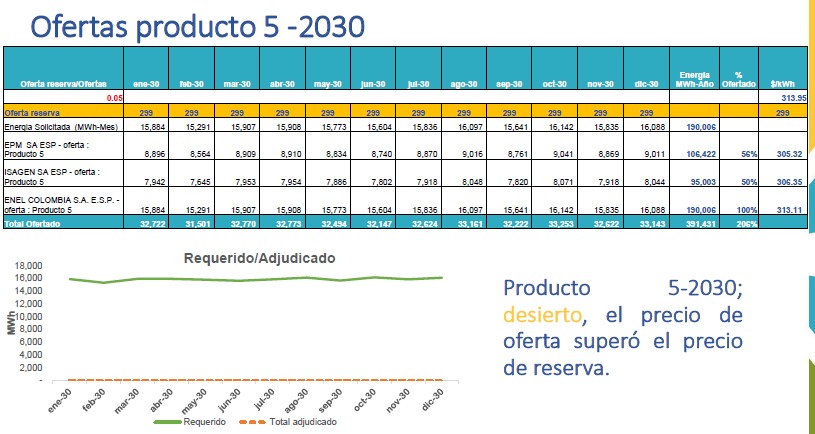 Ofertas producto 5 -2030
Oferta reserva/Ofertas ene-30 feb-30 mar-30 abr-30 may-30 jun-30 jul-30 ago-30 sep-30 oct-30 nov-30 dic-30 Energía MWh-Año % Ofertado $/kWh
0.05 313.95
Oferta reserva 299 299 299 299 299 299 299 299 299 299 299 299 299
Energia Solicitada (MWh-Mes) 15,884 15,291 15,907 15,908 15,773 15,604 15,836 16,097 15,641 16,142 15,835 16,088 190,006
EPM SA ESP - oferta :
Producto 5 8,896 8,564 8,909 8,910 8,834 8,740 8,870 9,016 8,761 9,041 8,869 9,011 106,422 56% 305.32
ISAGEN SA ESP - oferta :
Producto 5 7,942 7,645 7,953 7,954 7,886 7,802 7,918 8,048 7,820 8,071 7,918 8,044 95,003 50% 306.35
ENEL COLOMBIA S.A. E.S.P. -
oferta : Producto 5 15,884 15,291 15,907 15,908 15,773 15,604 15,836 16,097 15,641 16,142 15,835 16,088 190,006 100% 313.11
Total Ofertado 32,722 31,501 32,770 32,773 32,494 32,147 32,624 33,161 32,222 33,253 32,622 33,143 391,431 206%
Requerido/Adjudicado
18,000
16,000
14,000
12,000
10,000
8,000
6,000
4,000
2,000
-
MWh
ene-30 feb-30 mar-30 abr-30 may-30 jun-30 jul-30 ago-30 sep-30 oct-30 nov-30 dic-30
Requerido Total adjudicado
Producto 5-2030;
desierto, el precio de
oferta superó el precio
de reserva.